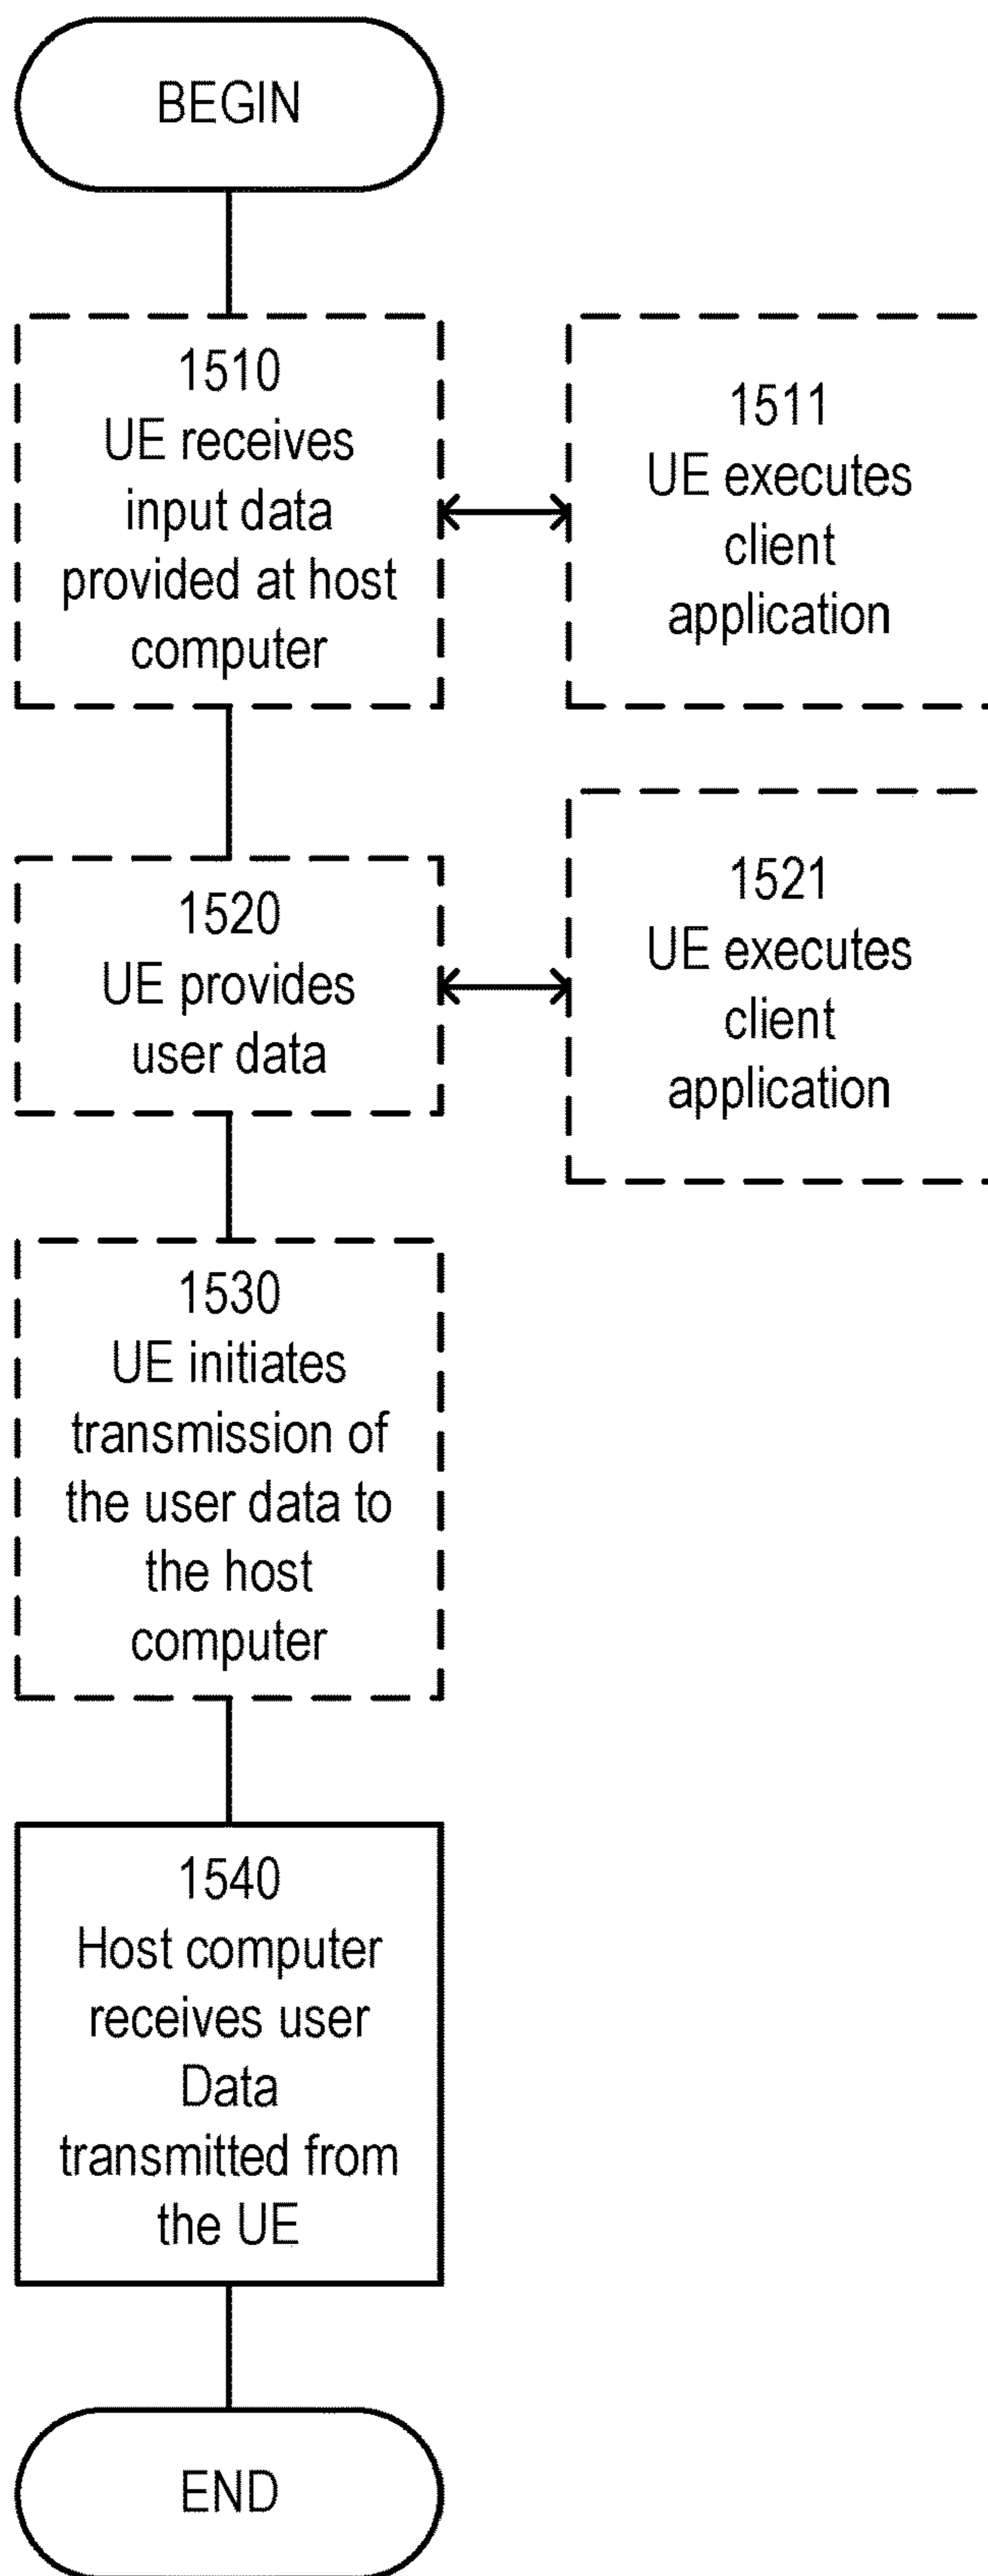 BEGIN
1510
UE receives
input data
provided at host
computer
1511
UE executes
client
application
1520
UE provides
user data
1521
UE executes
client
application
1530
UE initiates
transmission of
the user data to
the host
computer
1540
Host computer
receives user
Data
transmitted from
the UE
END